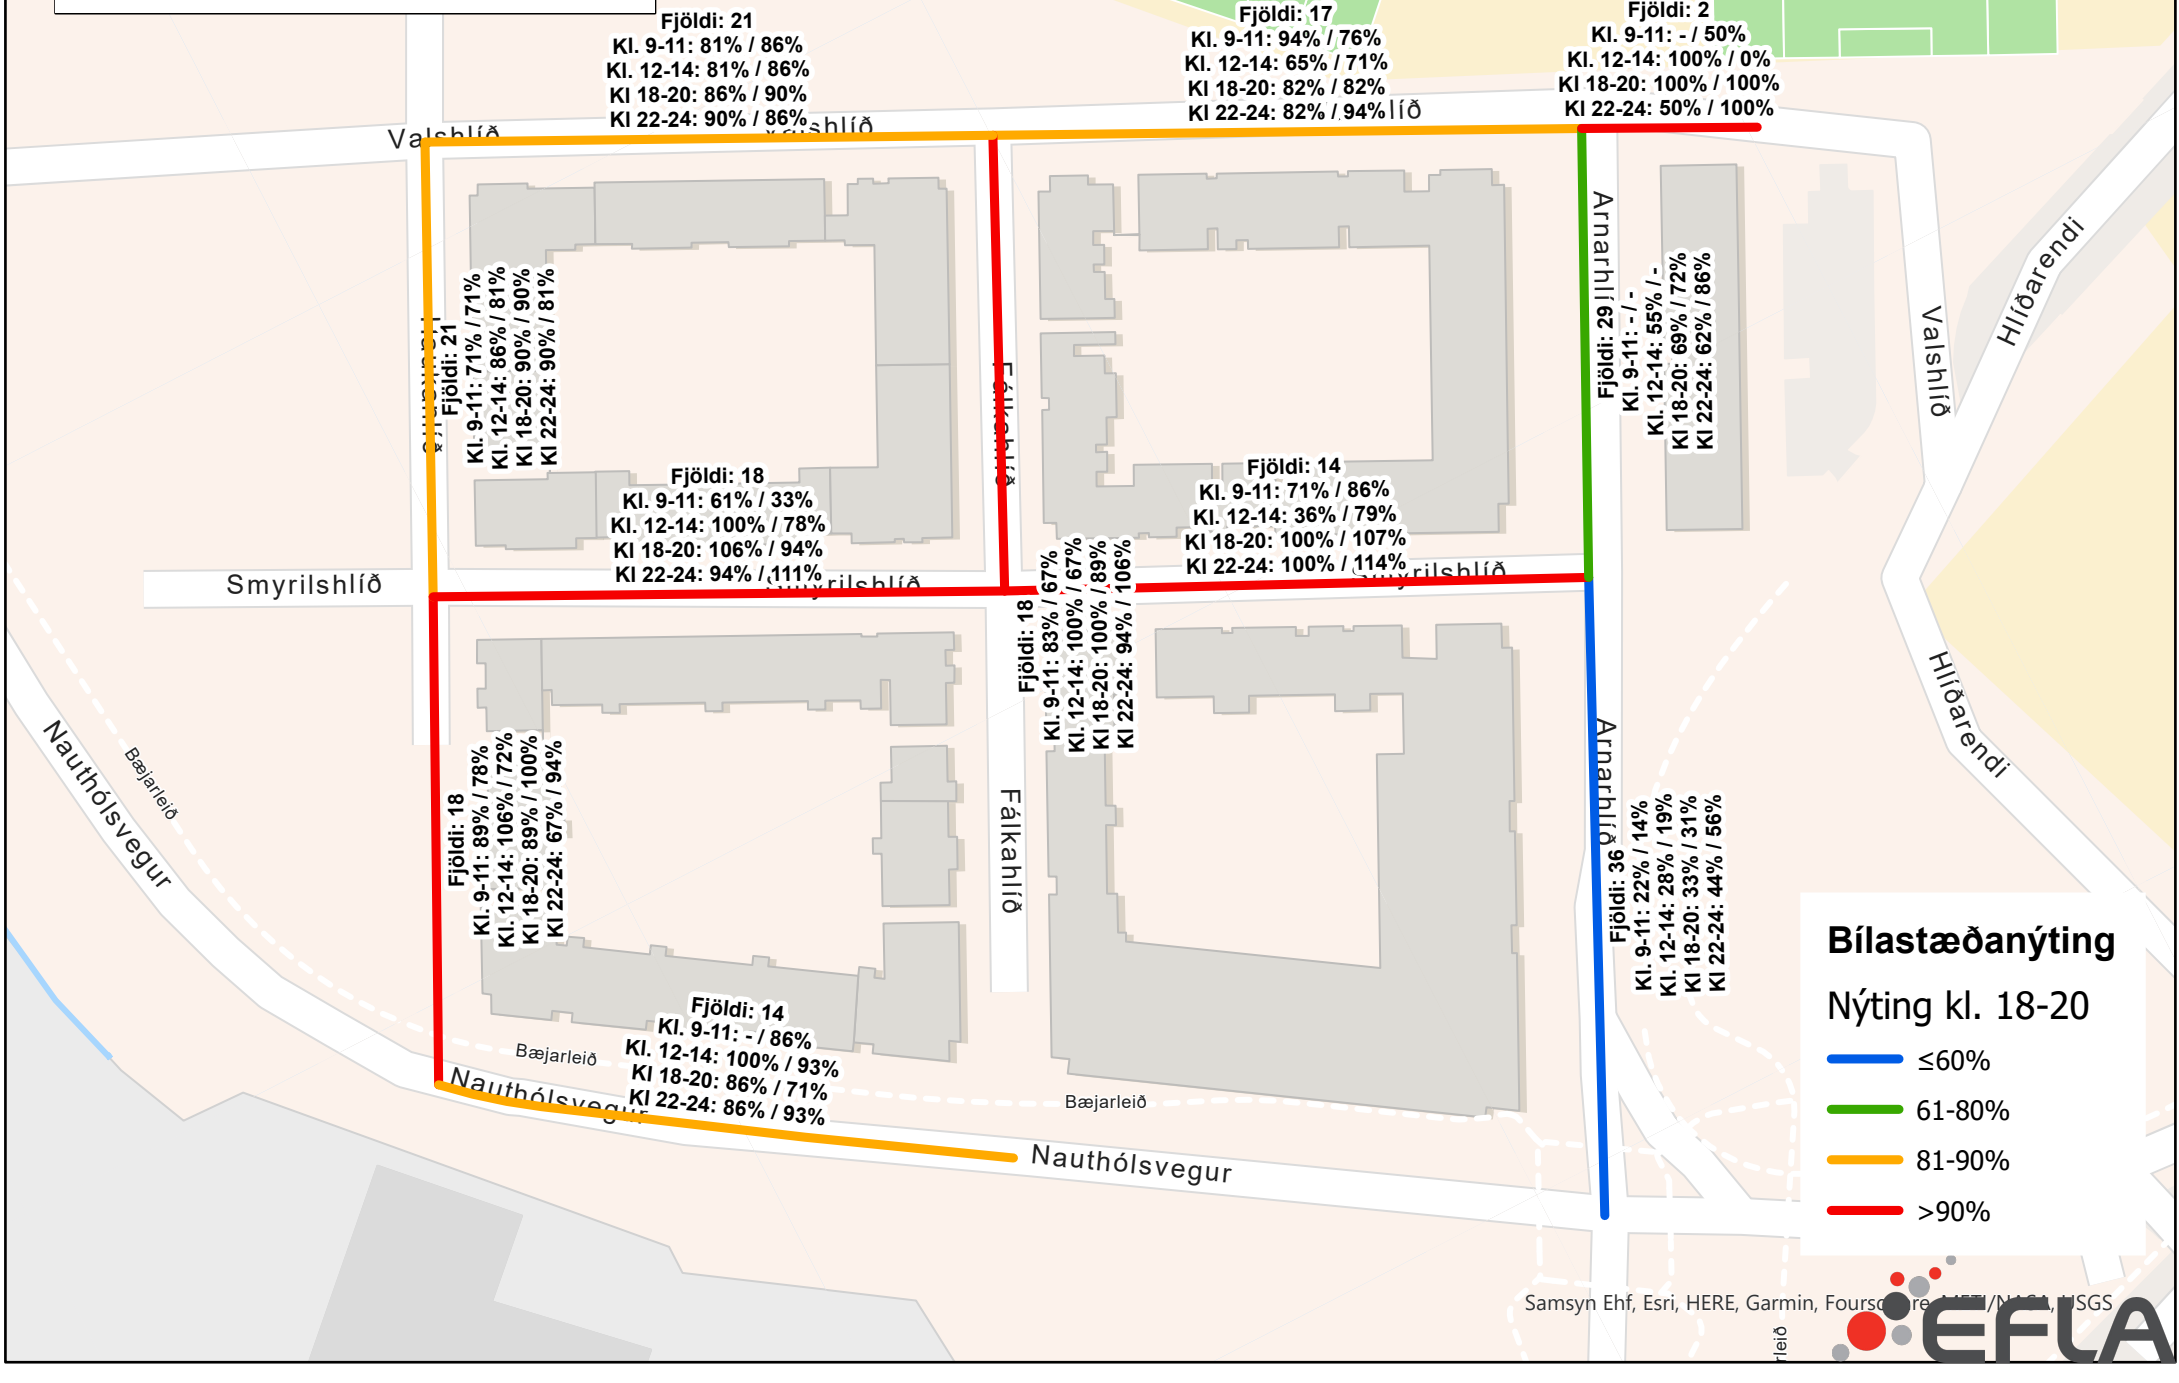 Fjöldi: 21
Kl. 9-11: 81% / 86%
Kl. 12-14: 81% / 86%
Kl 18-20: 86% / 90%
Kl 22-24: 90% / 86%
Fjöldi: 17
Kl. 9-11: 94% / 76%
Kl. 12-14: 65% / 71%
Kl 18-20: 82% / 82%
Kl 22-24: 82% / 94%
Fjöldi: 2
Kl. 9-11: - / 50%
Kl. 12-14: 100% / 0%
Kl 18-20: 100% / 100%
Kl 22-24: 50% / 100%
Valshlíð
Fjöldi: 21
Kl. 9-11: 71% / 71%
Kl. 12-14: 86% / 81%
Kl 18-20: 90% / 90%
Kl 22-24: 90% / 81%
Fálkahlíð
Arnarhlíð
Fjöldi: 29
Kl. 9-11: - / -
Kl. 12-14: 55% / -
Kl 18-20: 69% / 72%
Kl 22-24: 62% / 86%
Valshlíð
Hlíðarendi
Fjöldi: 18
Kl. 9-11: 61% / 33%
Kl. 12-14: 100% / 78%
Kl 18-20: 106% / 94%
Kl 22-24: 94% / 111%
Fjöldi: 14
Kl. 9-11: 71% / 86%
Kl. 12-14: 36% / 79%
Kl 18-20: 100% / 107%
Kl 22-24: 100% / 114%
Smyrilshlíð
Smyrilshlíð
Smyrilshlíð
Fjöldi: 18
Kl. 9-11: 83% / 67%
Kl. 12-14: 100% / 67%
Kl 18-20: 100% / 89%
Kl 22-24: 94% / 106%
Hlíðarendi
Nauthólsvegur
Bæjarleið
Fjöldi: 18
Kl. 9-11: 89% / 78%
Kl. 12-14: 106% / 72%
Kl 18-20: 89% / 100%
Kl 22-24: 67% / 94%
Fálkahlíð
Arnarhlíð
Fjöldi: 36
Kl. 9-11: 22% / 14%
Kl. 12-14: 28% / 19%
Kl 18-20: 33% / 31%
Kl 22-24: 44% / 56%
Fjöldi: 14
Kl. 9-11: - / 86%
Kl. 12-14: 100% / 93%
Kl 18-20: 86% / 71%
Kl 22-24: 86% / 93%
Bæjarleið
Nauthólsvegur
Bæjarleið
Nauthólsvegur
Bílastæðanýting
Nýting kl. 18-20
≤60%
61-80%
81-90%
>90%
Samsyn Ehf, Esri, HERE, Garmin, Foursquare, METI/NASA, USGS
EFLA